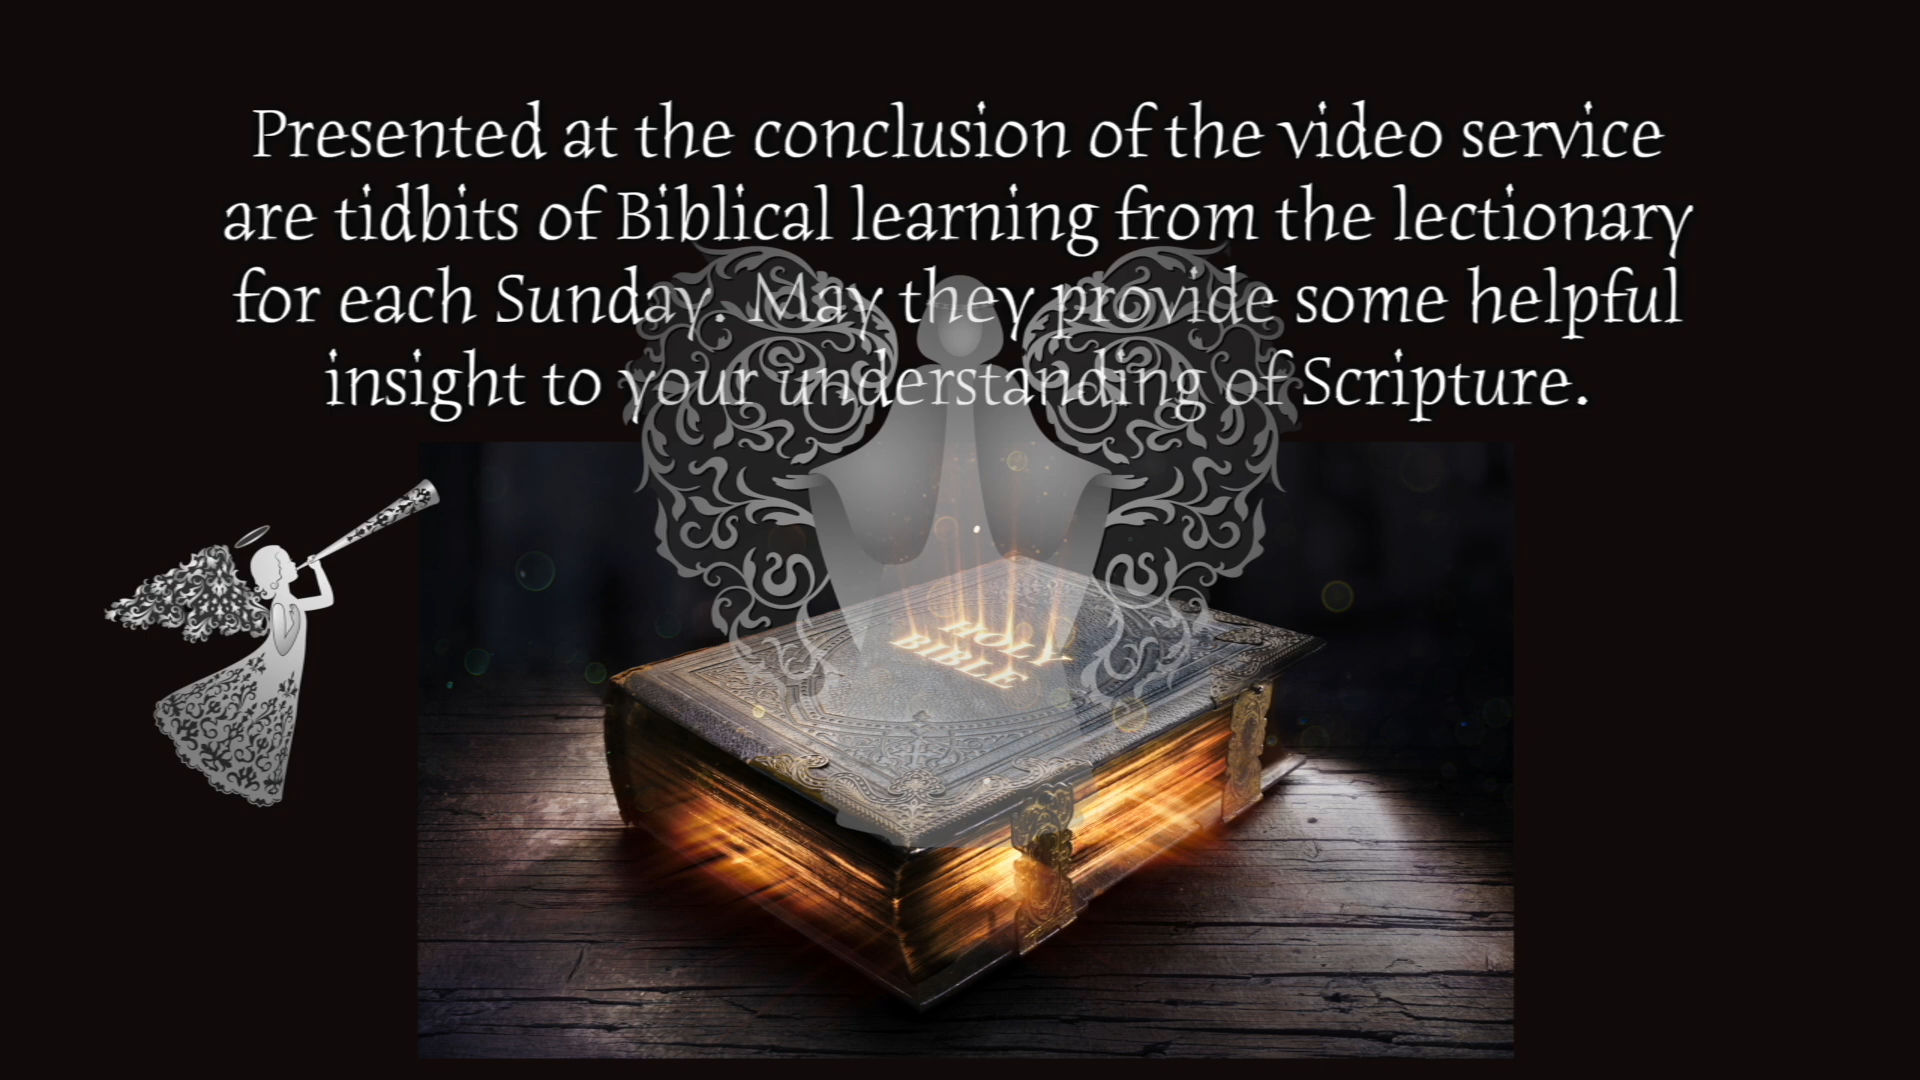 Presented at the conclusion of the video service
are tidbits of Biblical learning from the lectionary
for each Sunday. May they provide some helpful
insight to your understanding of Scripture.
HOLY
BIBLE